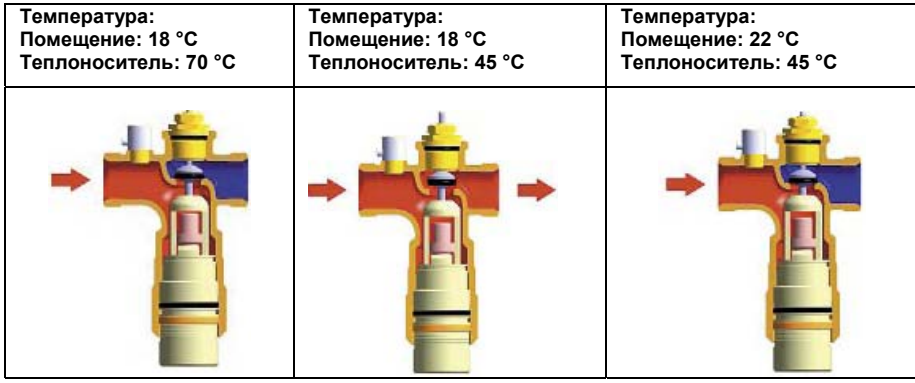 Температура:
Помещение: 18 °C
Теплоноситель: 70 °C
Температура:
Помещение: 18 °C
Теплоноситель: 45 °C
Температура:
Помещение: 22 °C
Теплоноситель: 45 °C